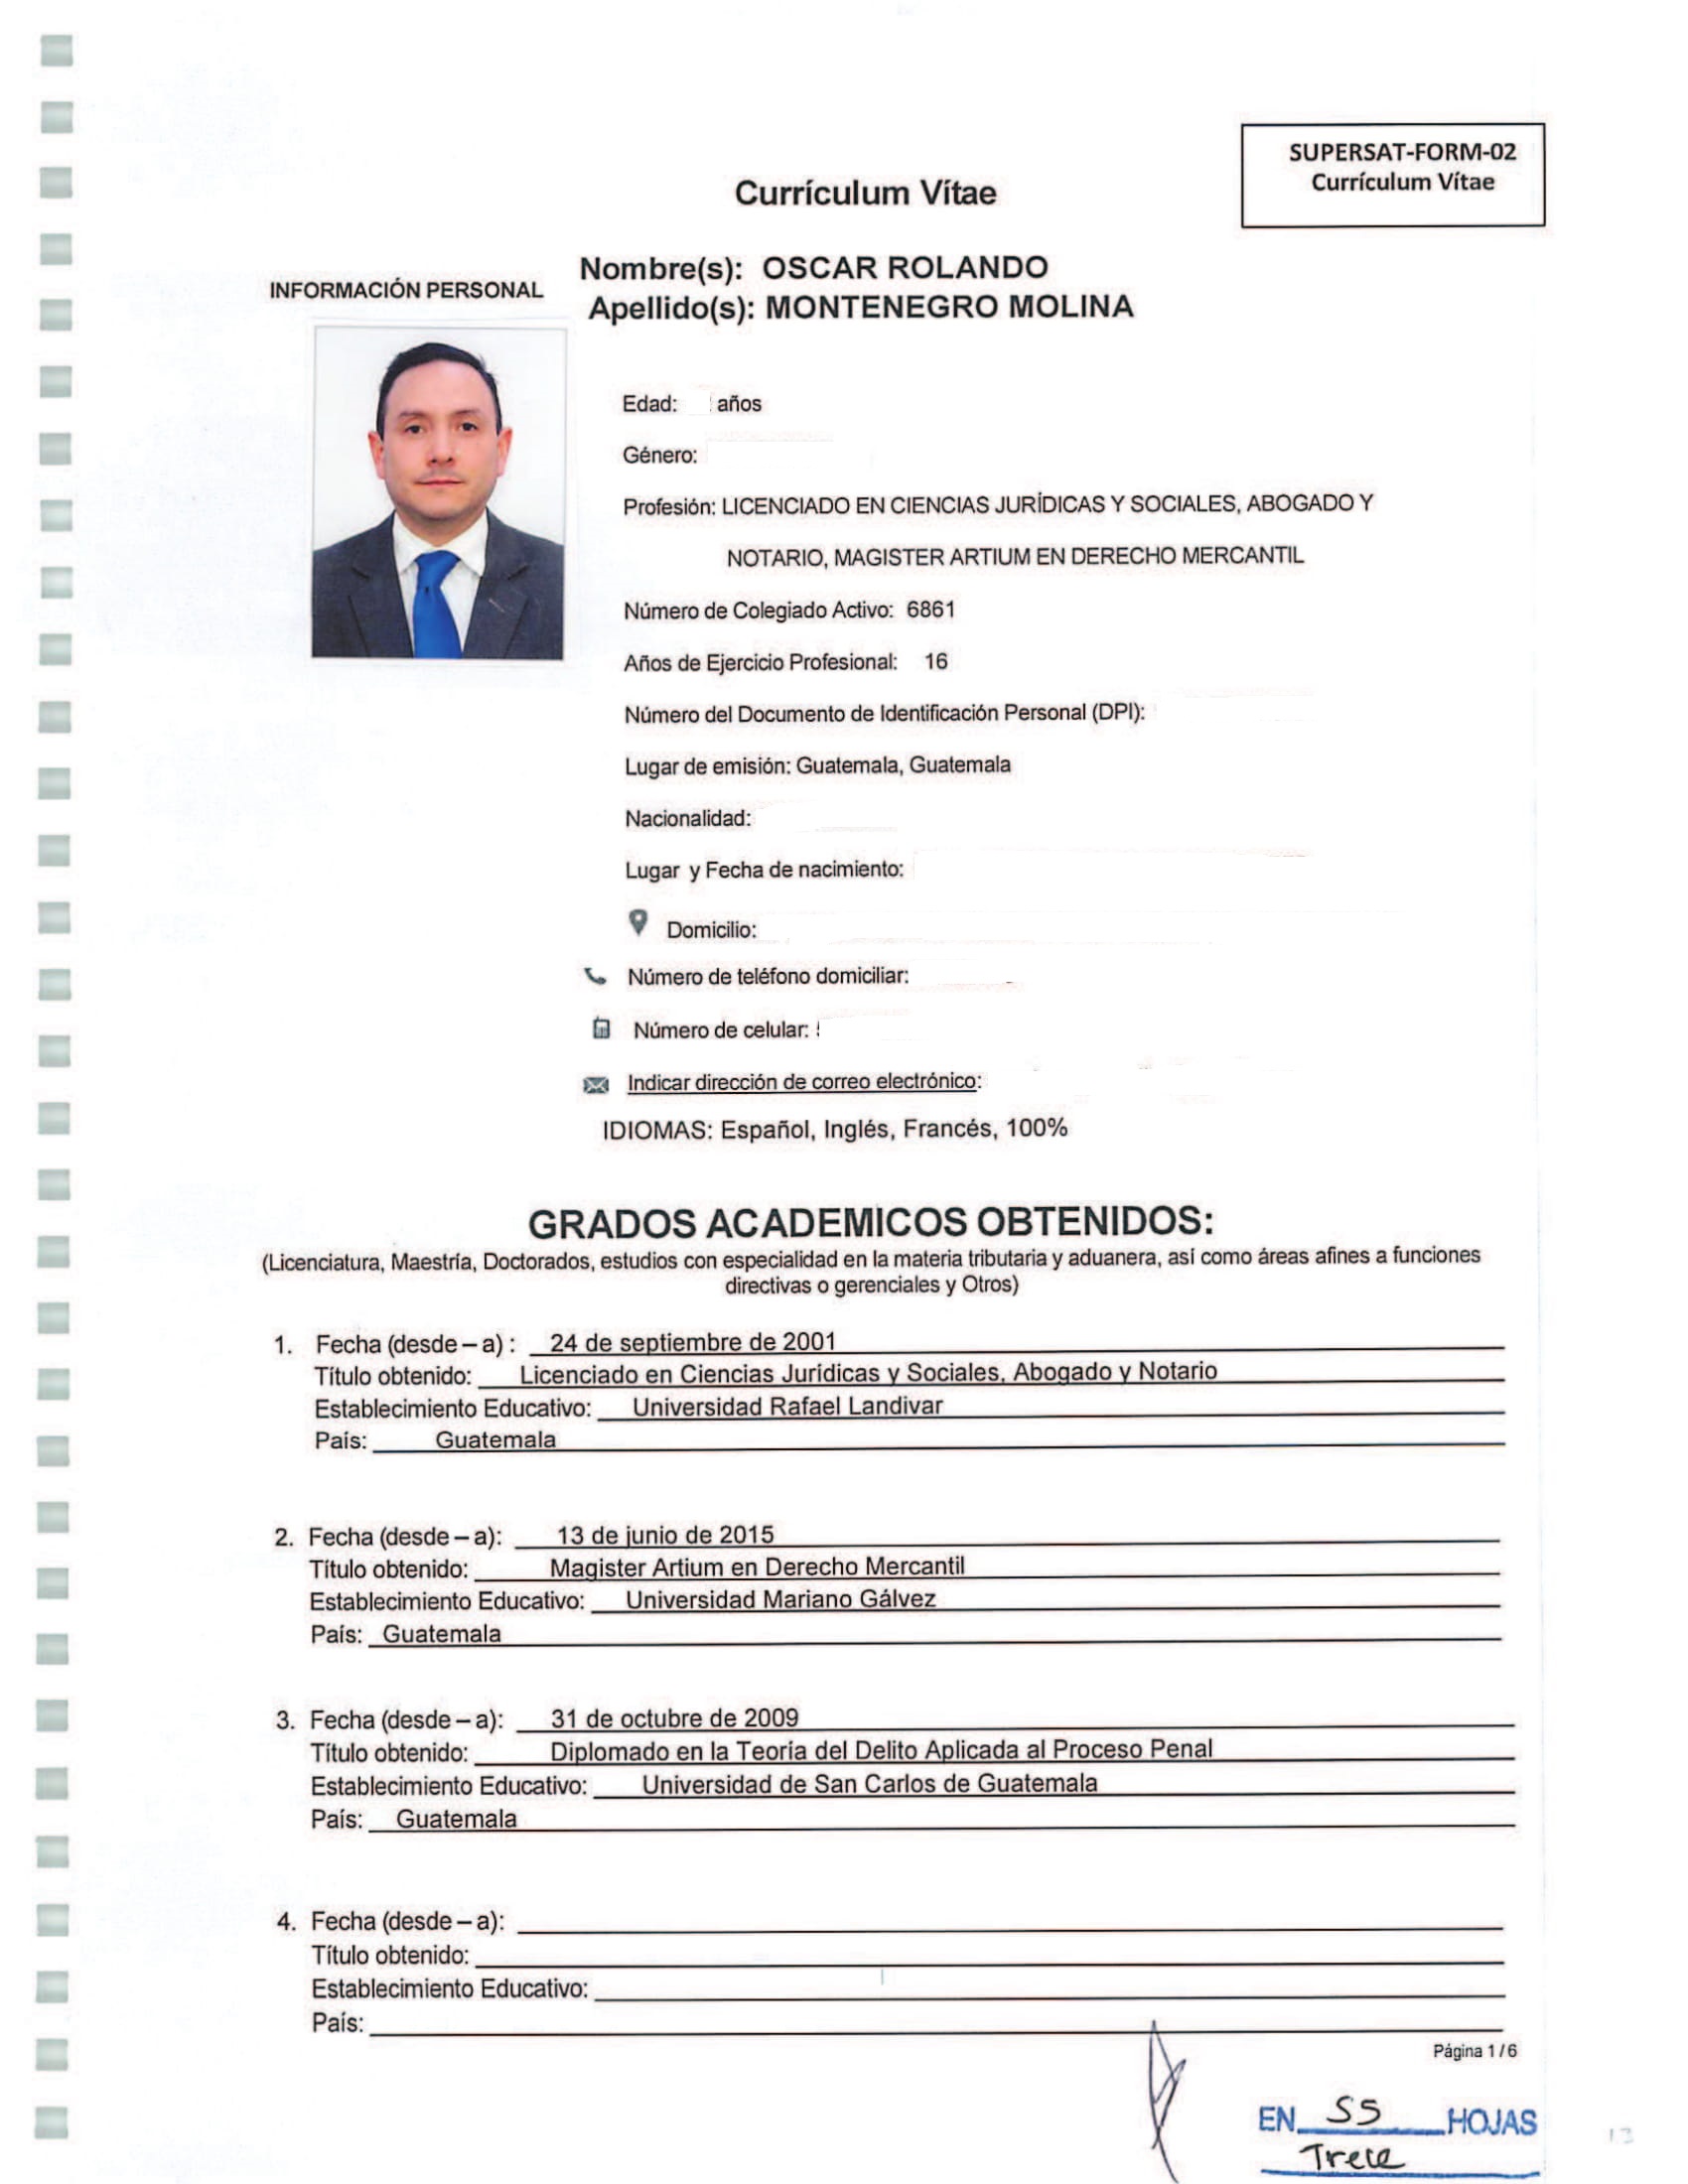 SUPERSAT-FORM-02
Currículum Vítae
Currículum Vítae
INFORMACIÓN PERSONAL
Nombre(s): OSCAR ROLANDO
Apellido(s): MONTENEGRO MOLINA
Edad: años
Género:
Profesión: LICENCIADO EN CIENCIAS JURÍDICAS Y SOCIALES, ABOGADO Y
NOTARIO, MAGISTER ARTIUM EN DERECHO MERCANTIL
Número de Colegiado Activo: 6861
Años de Ejercicio Profesional: 16
Número del Documento de Identificación Personal (DPI):
Lugar de emisión: Guatemala, Guatemala
Nacionalidad:
Lugar y Fecha de nacimiento:
Domicilio:
Número de teléfono domiciliar:
Número de celular:
Indicar dirección de correo electrónico:
IDIOMAS: Español, Inglés, Francés, 100%
GRADOS ACADEMICOS OBTENIDOS:
(Licenciatura, Maestría, Doctorados, estudios con especialidad en la materia tributaria y aduanera, así como áreas afines a funciones
directivas o gerenciales y Otros)
1. Fecha (desde – a) : 24 de septiembre de 2001
Título obtenido: Licenciado en Ciencias Jurídicas y Sociales, Abogado y Notario
Establecimiento Educativo: Universidad Rafael Landivar
País: Guatemala
2. Fecha (desde – a): 13 de junio de 2015
Título obtenido: Magister Artium en Derecho Mercantil
Establecimiento Educativo: Universidad Mariano Gálvez
País: Guatemala
3. Fecha (desde – a): 31 de octubre de 2009
Título obtenido: Diplomado en la Teoría del Delito Aplicada al Proceso Penal
Establecimiento Educativo: Universidad de San Carlos de Guatemala
País: Guatemala
4. Fecha (desde – a):
Título obtenido:
Establecimiento Educativo:
País:
Página 1 / 6
EN 55 HOJAS
Trece
13